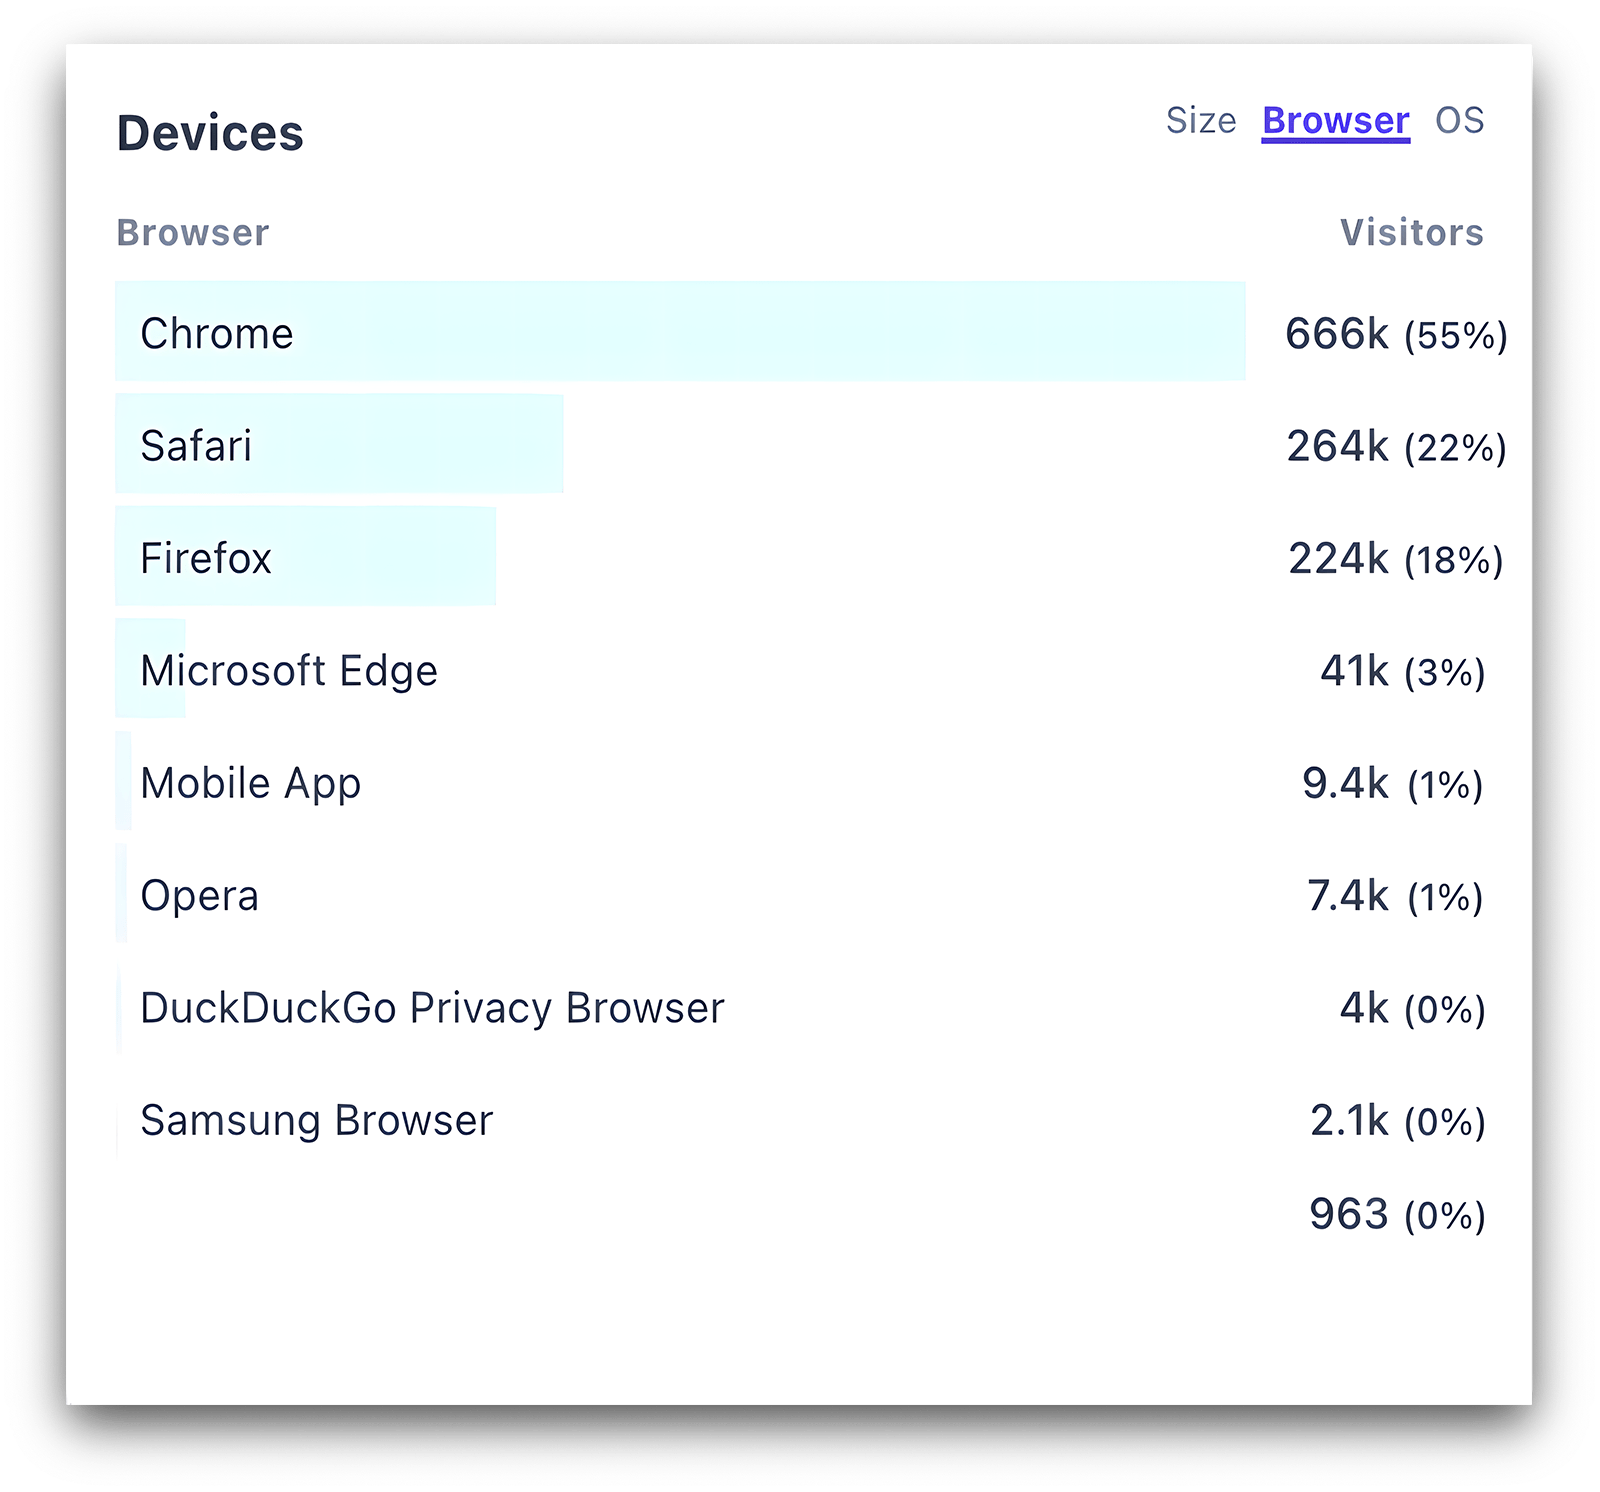 Devices
Size Browser OS
Browser Visitors
Chrome 666k (55%)
Safari 264k (22%)
Firefox 224k (18%)
Microsoft Edge 41k (3%)
Mobile App 9.4k (1%)
Opera 7.4k (1%)
DuckDuckGo Privacy Browser 4k (0%)
Samsung Browser 2.1k (0%)
963 (0%)